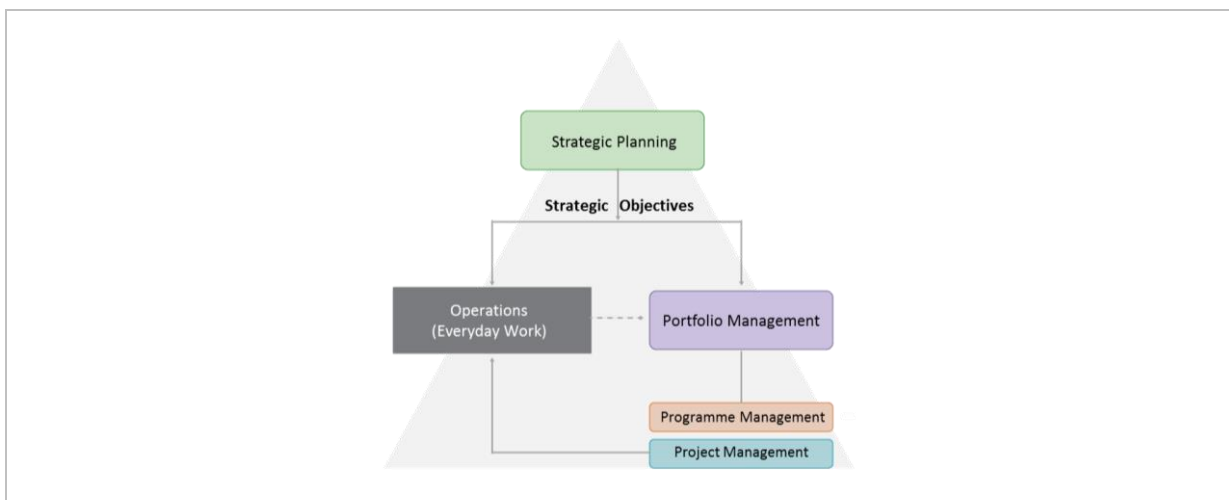 Strategic Planning
Strategic Objectives
Operations
(Everyday Work)
Portfolio Management
Programme Management
Project Management